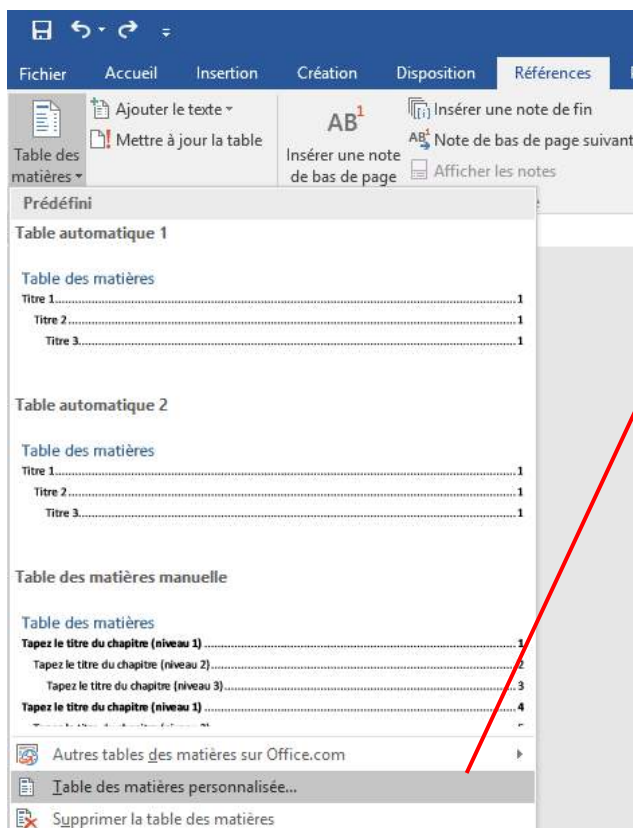 Fichier Accueil Insertion Création Disposition Références
Ajouter le texte
Mettre à jour la table
Table des matières
AB1
Insérer une note de bas de page
Insérer une note de fin
AB1 Note de bas de page suivant
Afficher les notes
Prédéfini
Table automatique 1
Table des matières
Titre 1...1
Titre 2...1
Titre 3...1
Table automatique 2
Table des matières
Titre 1...1
Titre 2...1
Titre 3...1
Table des matières manuelle
Table des matières
Tapez le titre du chapitre (niveau 1)...1
Tapez le titre du chapitre (niveau 2)...2
Tapez le titre du chapitre (niveau 3)...3
Tapez le titre du chapitre (niveau 1)...4
Autres tables des matières sur Office.com
Table des matières personnalisée...
Supprimer la table des matières